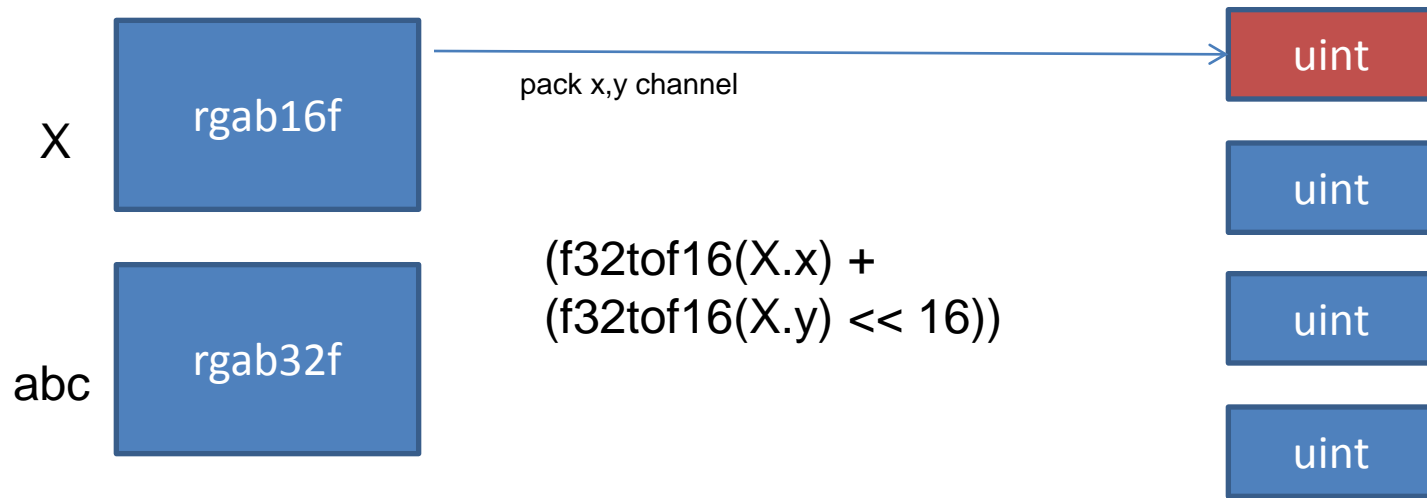 X
rgab16f
pack x,y channel
uint
uint
(f32tof16(X.x) +
(f32tof16(X.y) << 16))
abc
rgab32f
uint
uint